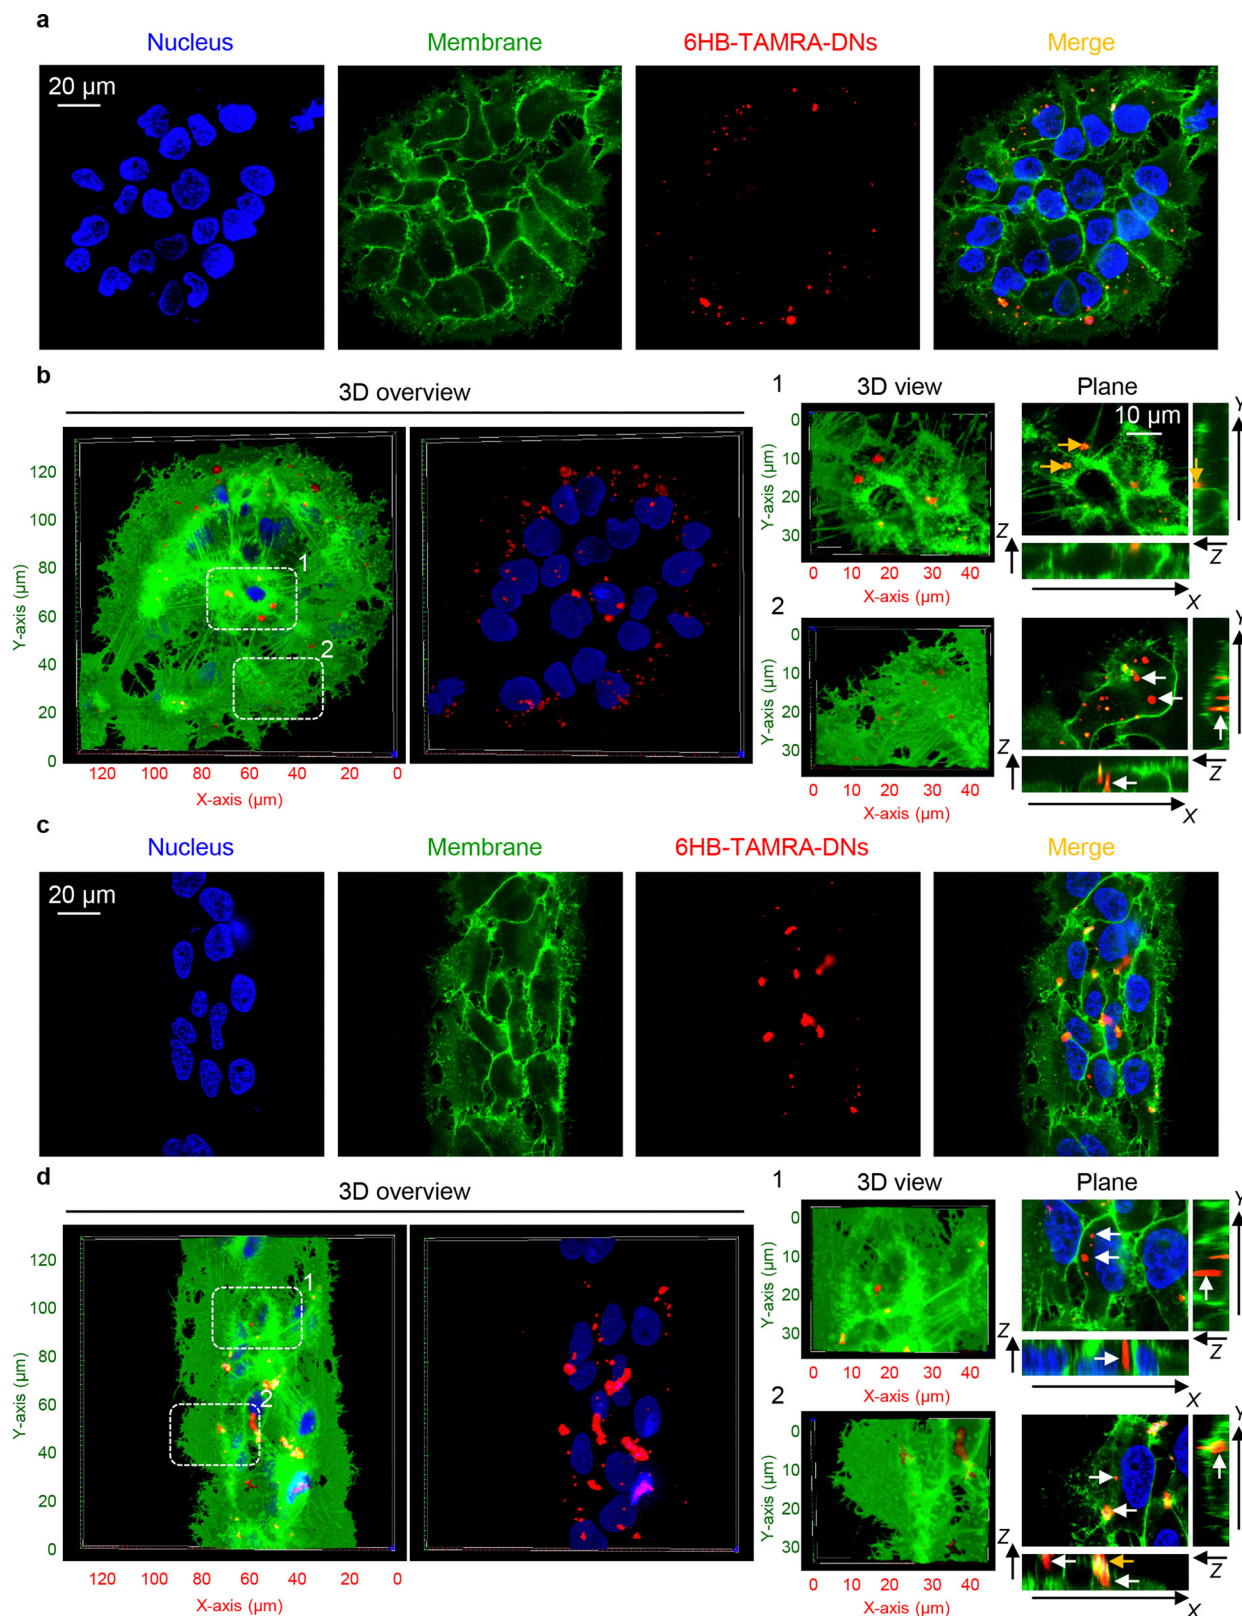 a
Nucleus Membrane 6HB-TAMRA-DNs Merge
20 μm
b
3D overview
1 3D view Plane
120
100
80
60
40
20
0
Y-axis (μm)
1
2
120 100 80 60 40 20 0
X-axis (μm)
0
10
20
30
Y-axis (μm)
0 10 20 30 40
X-axis (μm)
10 μm
Y
Z
Z
X
2
0
10
20
30
Y-axis (μm)
0 10 20 30 40
X-axis (μm)
Y
Z
Z
X
c
Nucleus Membrane 6HB-TAMRA-DNs Merge
20 μm
d
3D overview
1 3D view Plane
120
100
80
60
40
20
0
Y-axis (μm)
1
2
120 100 80 60 40 20 0
X-axis (μm)
0
10
20
30
Y-axis (μm)
0 10 20 30 40
X-axis (μm)
Y
Z
Z
X
2
0
10
20
30
Y-axis (μm)
0 10 20 30 40
X-axis (μm)
Y
Z
Z
X